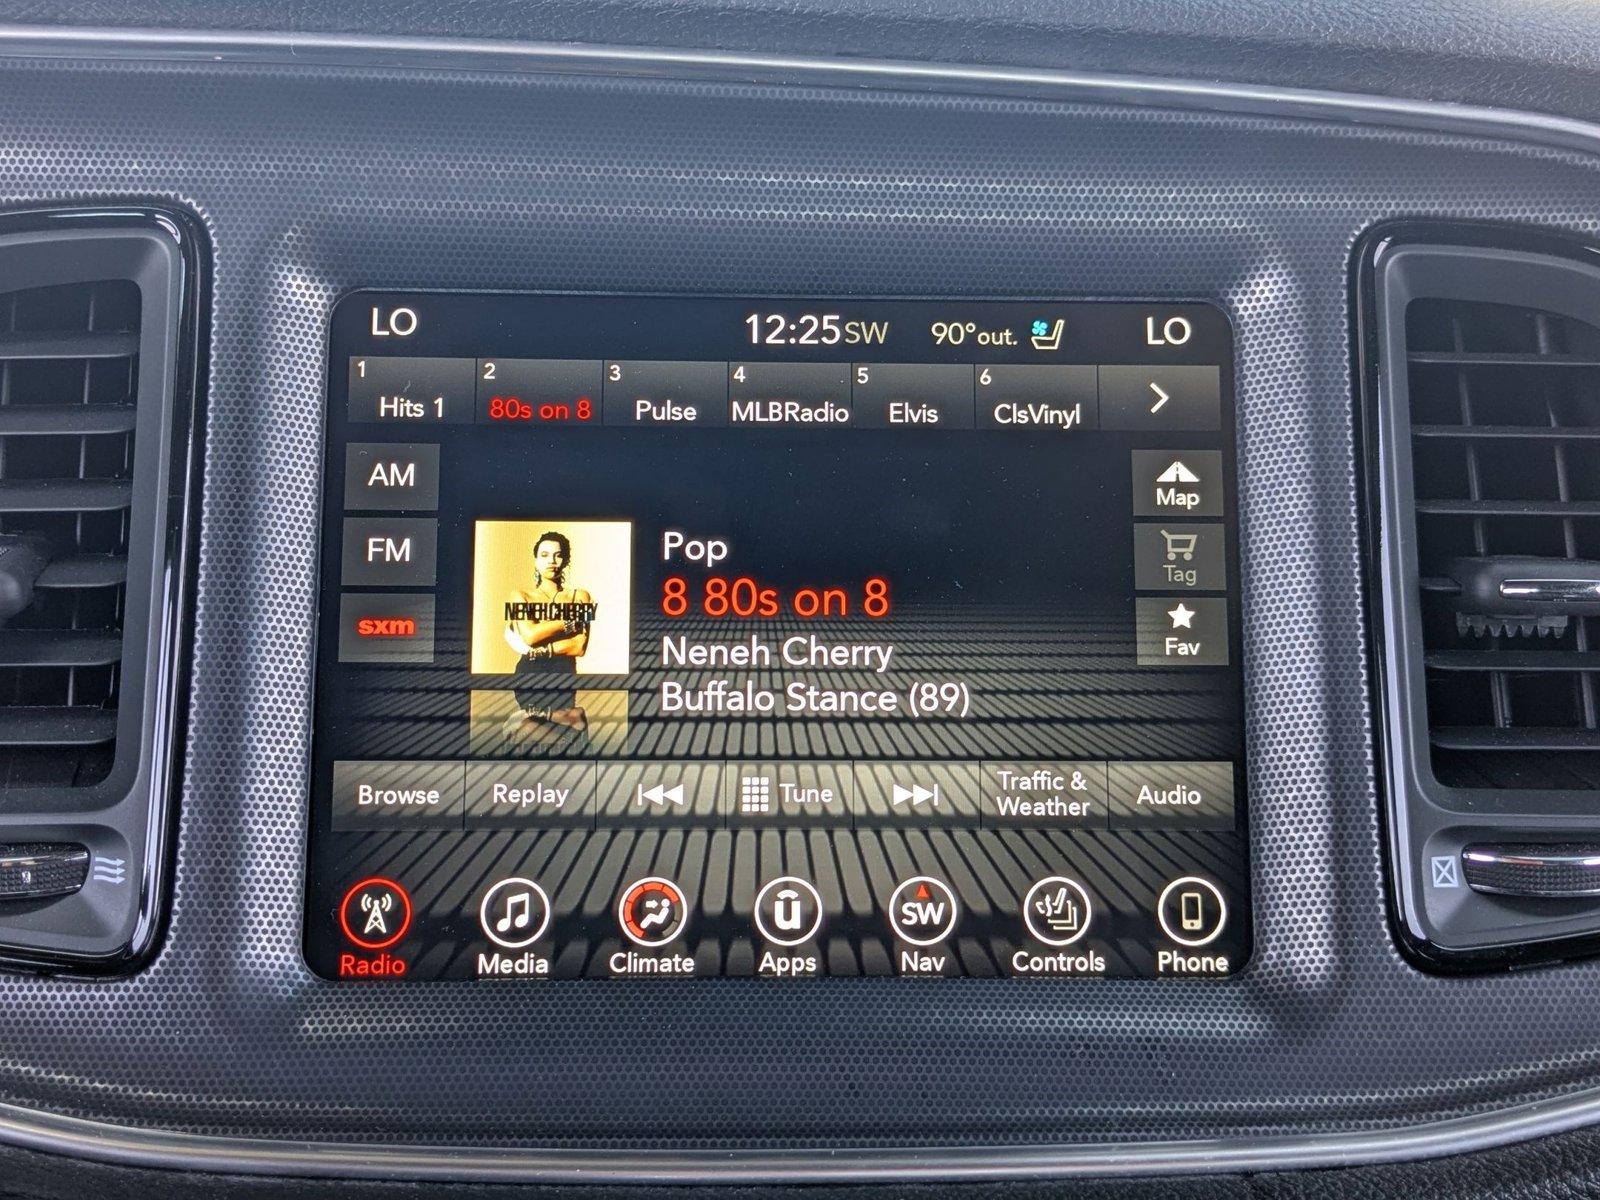 LO
12:25 SW
90° out.
LO
1 Hits 1
2 80s on 8
3 Pulse
4 MLBRadio
5 Elvis
6 ClsVinyl
AM
FM
sxm
NENEH CHERRY
Pop
8 80s on 8
Neneh Cherry
Buffalo Stance (89)
Map
Tag
Fav
Browse
Replay
Tune
Traffic &
Weather
Audio
u
SW
Radio
Media
Climate
Apps
Nav
Controls
Phone